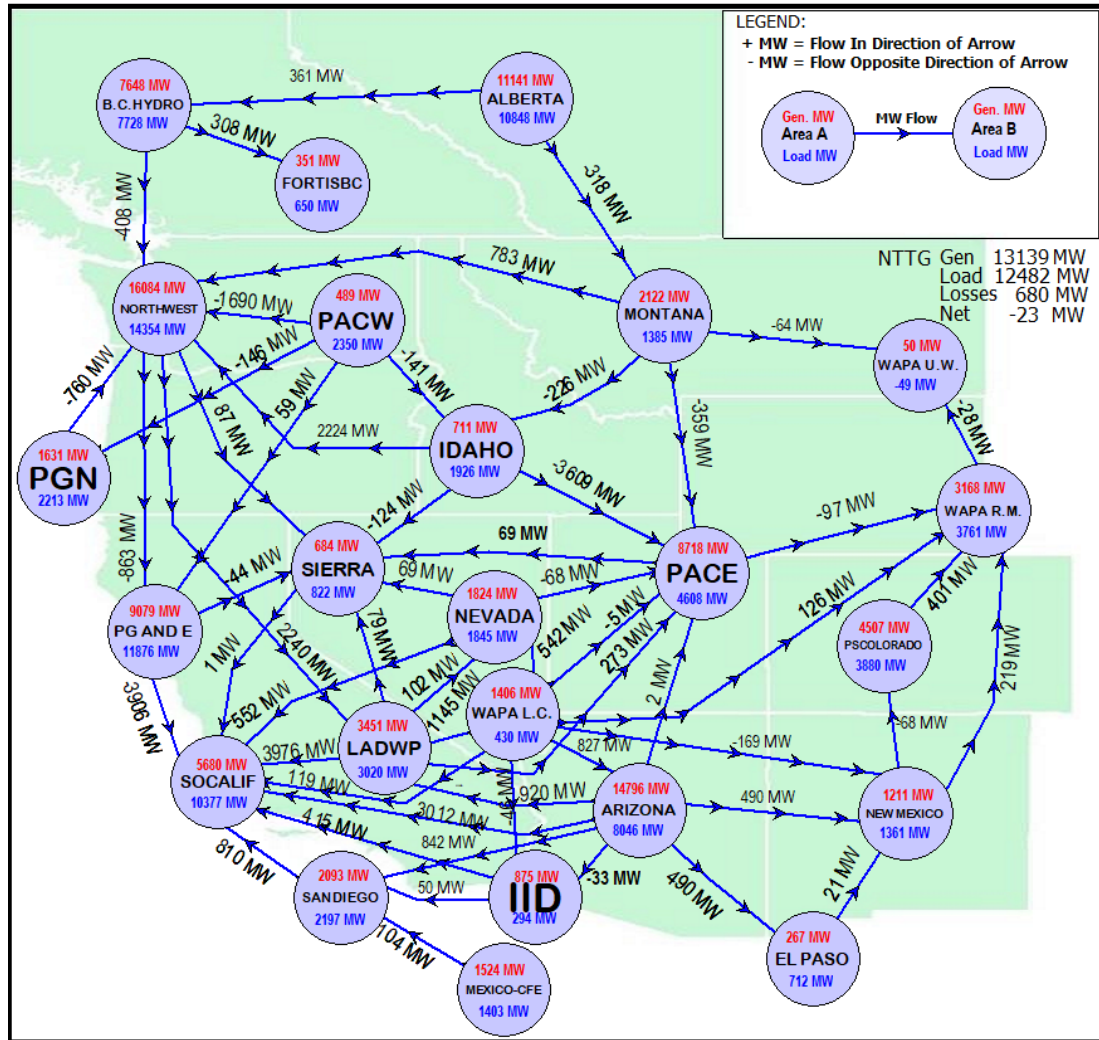 LEGEND:
+ MW = Flow In Direction of Arrow
- MW = Flow Opposite Direction of Arrow
Gen. MW
Area A
Load MW
MW Flow
Gen. MW
Area B
Load MW
NTTG Gen 13139 MW
Load 12482 MW
Losses 680 MW
Net -23 MW
7648 MW
B.C.HYDRO
7728 MW
361 MW
11141 MW
ALBERTA
10848 MW
308 MW
351 MW
FORTISBC
650 MW
-318 MW
-408 MW
783 MW
16084 MW
NORTHWEST
14354 MW
-1690 MW
489 MW
PACW
2350 MW
2122 MW
MONTANA
1385 MW
-64 MW
50 MW
WAPA U.W.
-49 MW
-146 MW
-141 MW
-226 MW
-359 MW
-28 MW
-760 MW
87 MW
59 MW
2224 MW
711 MW
IDAHO
1926 MW
1631 MW
PGN
2213 MW
-3609 MW
-97 MW
3168 MW
WAPA R.M.
3761 MW
-124 MW
-863 MW
-44 MW
684 MW
SIERRA
822 MW
69 MW
69 MW
-68 MW
8718 MW
PACE
4608 MW
126 MW
401 MW
9079 MW
PG AND E
11876 MW
1824 MW
NEVADA
1845 MW
4507 MW
PSCOLORADO
3880 MW
219 MW
1 MW
2240 MW
79 MW
102 MW
1145 MW
542 MW
-5 MW
273 MW
2 MW
3906 MW
-552 MW
1406 MW
WAPA L.C.
430 MW
827 MW
-169 MW
-68 MW
3451 MW
LADWP
3020 MW
3976 MW
5680 MW
SOCALIF
10377 MW
119 MW
3012 MW
-46 MW
920 MW
14796 MW
ARIZONA
8046 MW
490 MW
1211 MW
NEW MEXICO
1361 MW
415 MW
842 MW
810 MW
-33 MW
490 MW
21 MW
2093 MW
SANDIEGO
2197 MW
50 MW
875 MW
IID
294 MW
104 MW
1524 MW
MEXICO-CFE
1403 MW
267 MW
EL PASO
712 MW